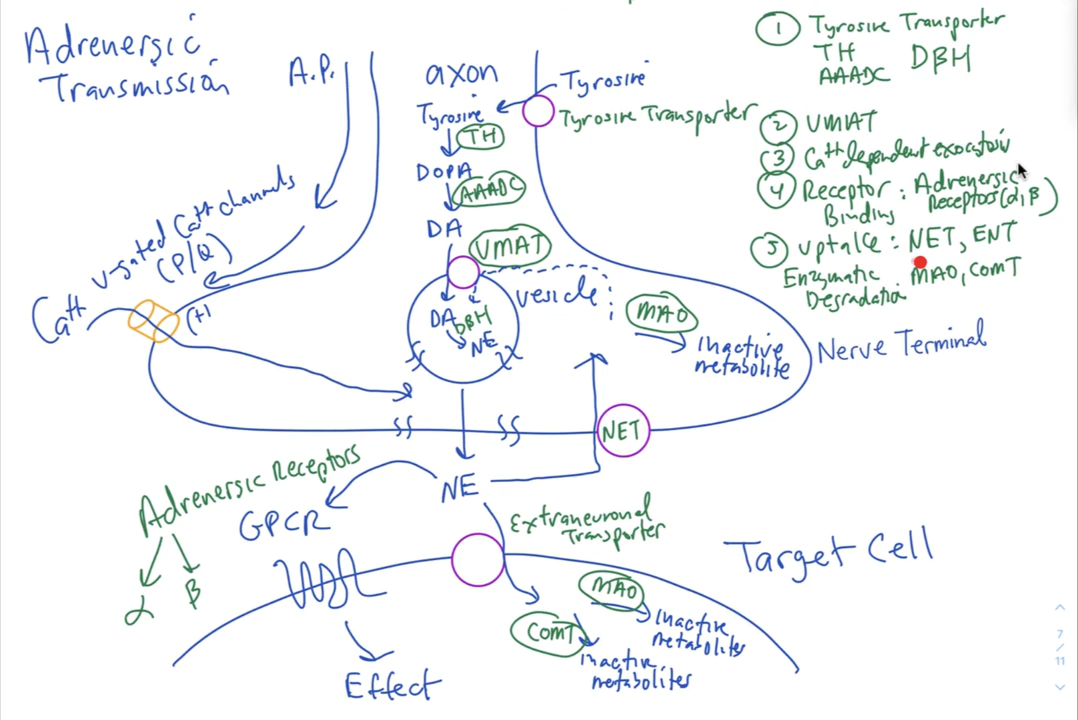 Adrenergic
Transmission
A.P.
axon
Tyrosine
Tyrosine
TH
Tyrosine Transporter
DOPA
AAADC
DA
VMAT
v-gated Ca++ channels
(P/Q)
Ca++
(+)
vesicle
DA
DBH
NE
MAO
Inactive
metabolite
Nerve Terminal
NET
NE
Adrenergic Receptors
GPCR
α
β
Extraneuronal
Transporter
Target Cell
MAO
Inactive
metabolites
COMT
Inactive
metabolites
Effect
1 Tyrosine Transporter
TH DBH
AAADC
2 VMAT
3 Ca++ dependent exocytosis
4 Receptor : Adrenergic
Binding Receptors (α, β)
5 uptake : NET, ENT
Enzymatic MAO, COMT
Degradation
7
/
11